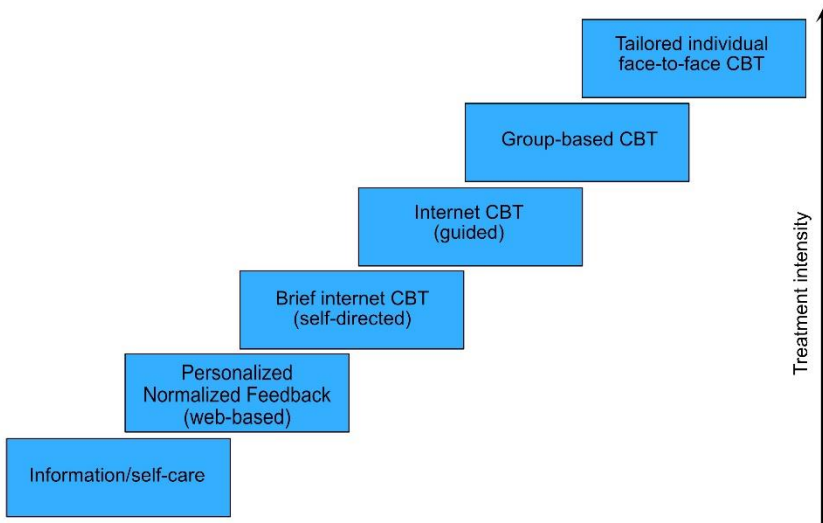 Tailored individual
face-to-face CBT
Group-based CBT
Internet CBT
(guided)
Brief internet CBT
(self-directed)
Personalized
Normalized Feedback
(web-based)
Information/self-care
Treatment intensity